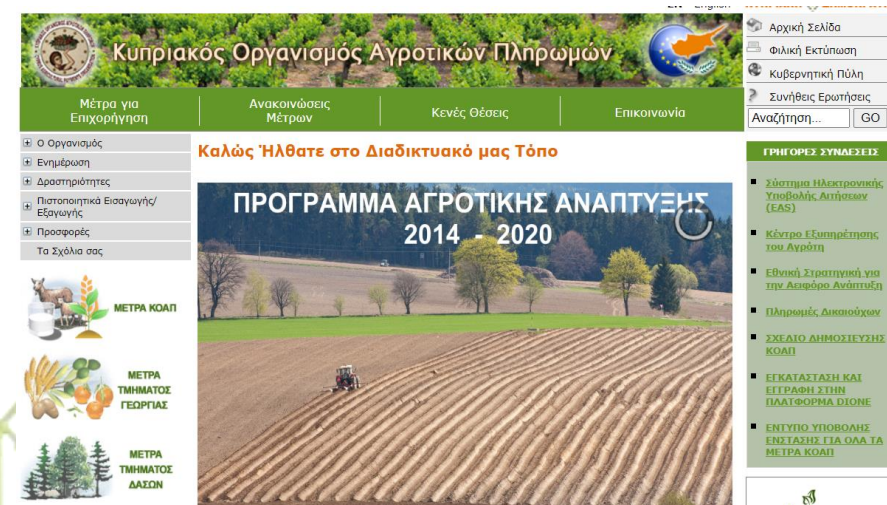 English
Κυπριακός Οργανισμός Αγροτικών Πληρωμών
Αρχική Σελίδα
Φιλική Εκτύπωση
Κυβερνητική Πύλη
Συνήθεις Ερωτήσεις
Αναζήτηση...
GO
Μέτρα για
Επιχορήγηση
Ανακοινώσεις
Μέτρων
Κενές Θέσεις
Επικοινωνία
Ο Οργανισμός
Ενημέρωση
Δραστηριότητες
Πιστοποιητικά Εισαγωγής/
Εξαγωγής
Προσφορές
Τα Σχόλια σας
ΜΕΤΡΑ ΚΟΑΠ
ΜΕΤΡΑ
ΤΜΗΜΑΤΟΣ
ΓΕΩΡΓΙΑΣ
ΜΕΤΡΑ
ΤΜΗΜΑΤΟΣ
ΔΑΣΩΝ
Καλώς Ήλθατε στο Διαδικτυακό μας Τόπο
ΠΡΟΓΡΑΜΜΑ ΑΓΡΟΤΙΚΗΣ ΑΝΑΠΤΥΞΗΣ
2014 - 2020
ΓΡΗΓΟΡΕΣ ΣΥΝΔΕΣΕΙΣ
Σύστημα Ηλεκτρονικής
Υποβολής Αιτήσεων
(EAS)
Κέντρο Εξυπηρέτησης
του Αγρότη
Εθνική Στρατηγική για
την Αειφόρο Ανάπτυξη
Πληρωμές Δικαιούχων
ΣΧΕΔΙΟ ΔΗΜΟΣΙΕΥΣΗΣ
ΚΟΑΠ
ΕΓΚΑΤΑΣΤΑΣΗ ΚΑΙ
ΕΓΓΡΑΦΗ ΣΤΗΝ
ΠΛΑΤΦΟΡΜΑ DIONE
ΕΝΤΥΠΟ ΥΠΟΒΟΛΗΣ
ΕΝΣΤΑΣΗΣ ΓΙΑ ΟΛΑ ΤΑ
ΜΕΤΡΑ ΚΟΑΠ